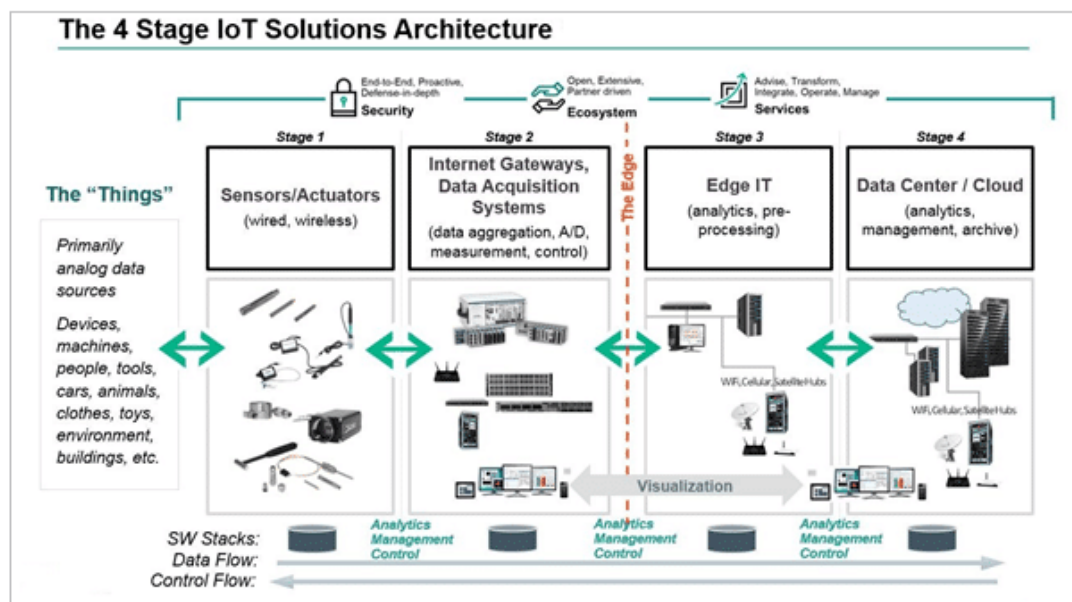 The 4 Stage IoT Solutions Architecture
End-to-End, Proactive,
Defense-in-depth
Security
Open, Extensive,
Partner driven
Ecosystem
Advise, Transform,
Integrate, Operate, Manage
Services
Stage 1
Stage 2
Stage 3
Stage 4
The "Things"
Primarily
analog data
sources
Devices,
machines,
people, tools,
cars, animals,
clothes, toys,
environment,
buildings, etc.
Sensors/Actuators
(wired, wireless)
Internet Gateways,
Data Acquisition
Systems
(data aggregation, A/D,
measurement, control)
The Edge
Edge IT
(analytics, pre-
processing)
Data Center / Cloud
(analytics,
management, archive)
WiFi, Cellular, Satellite Hubs
WiFi, Cellular, Satellite Hubs
Visualization
SW Stacks:
Analytics
Management
Control
Analytics
Management
Control
Analytics
Management
Control
Data Flow:
Control Flow: